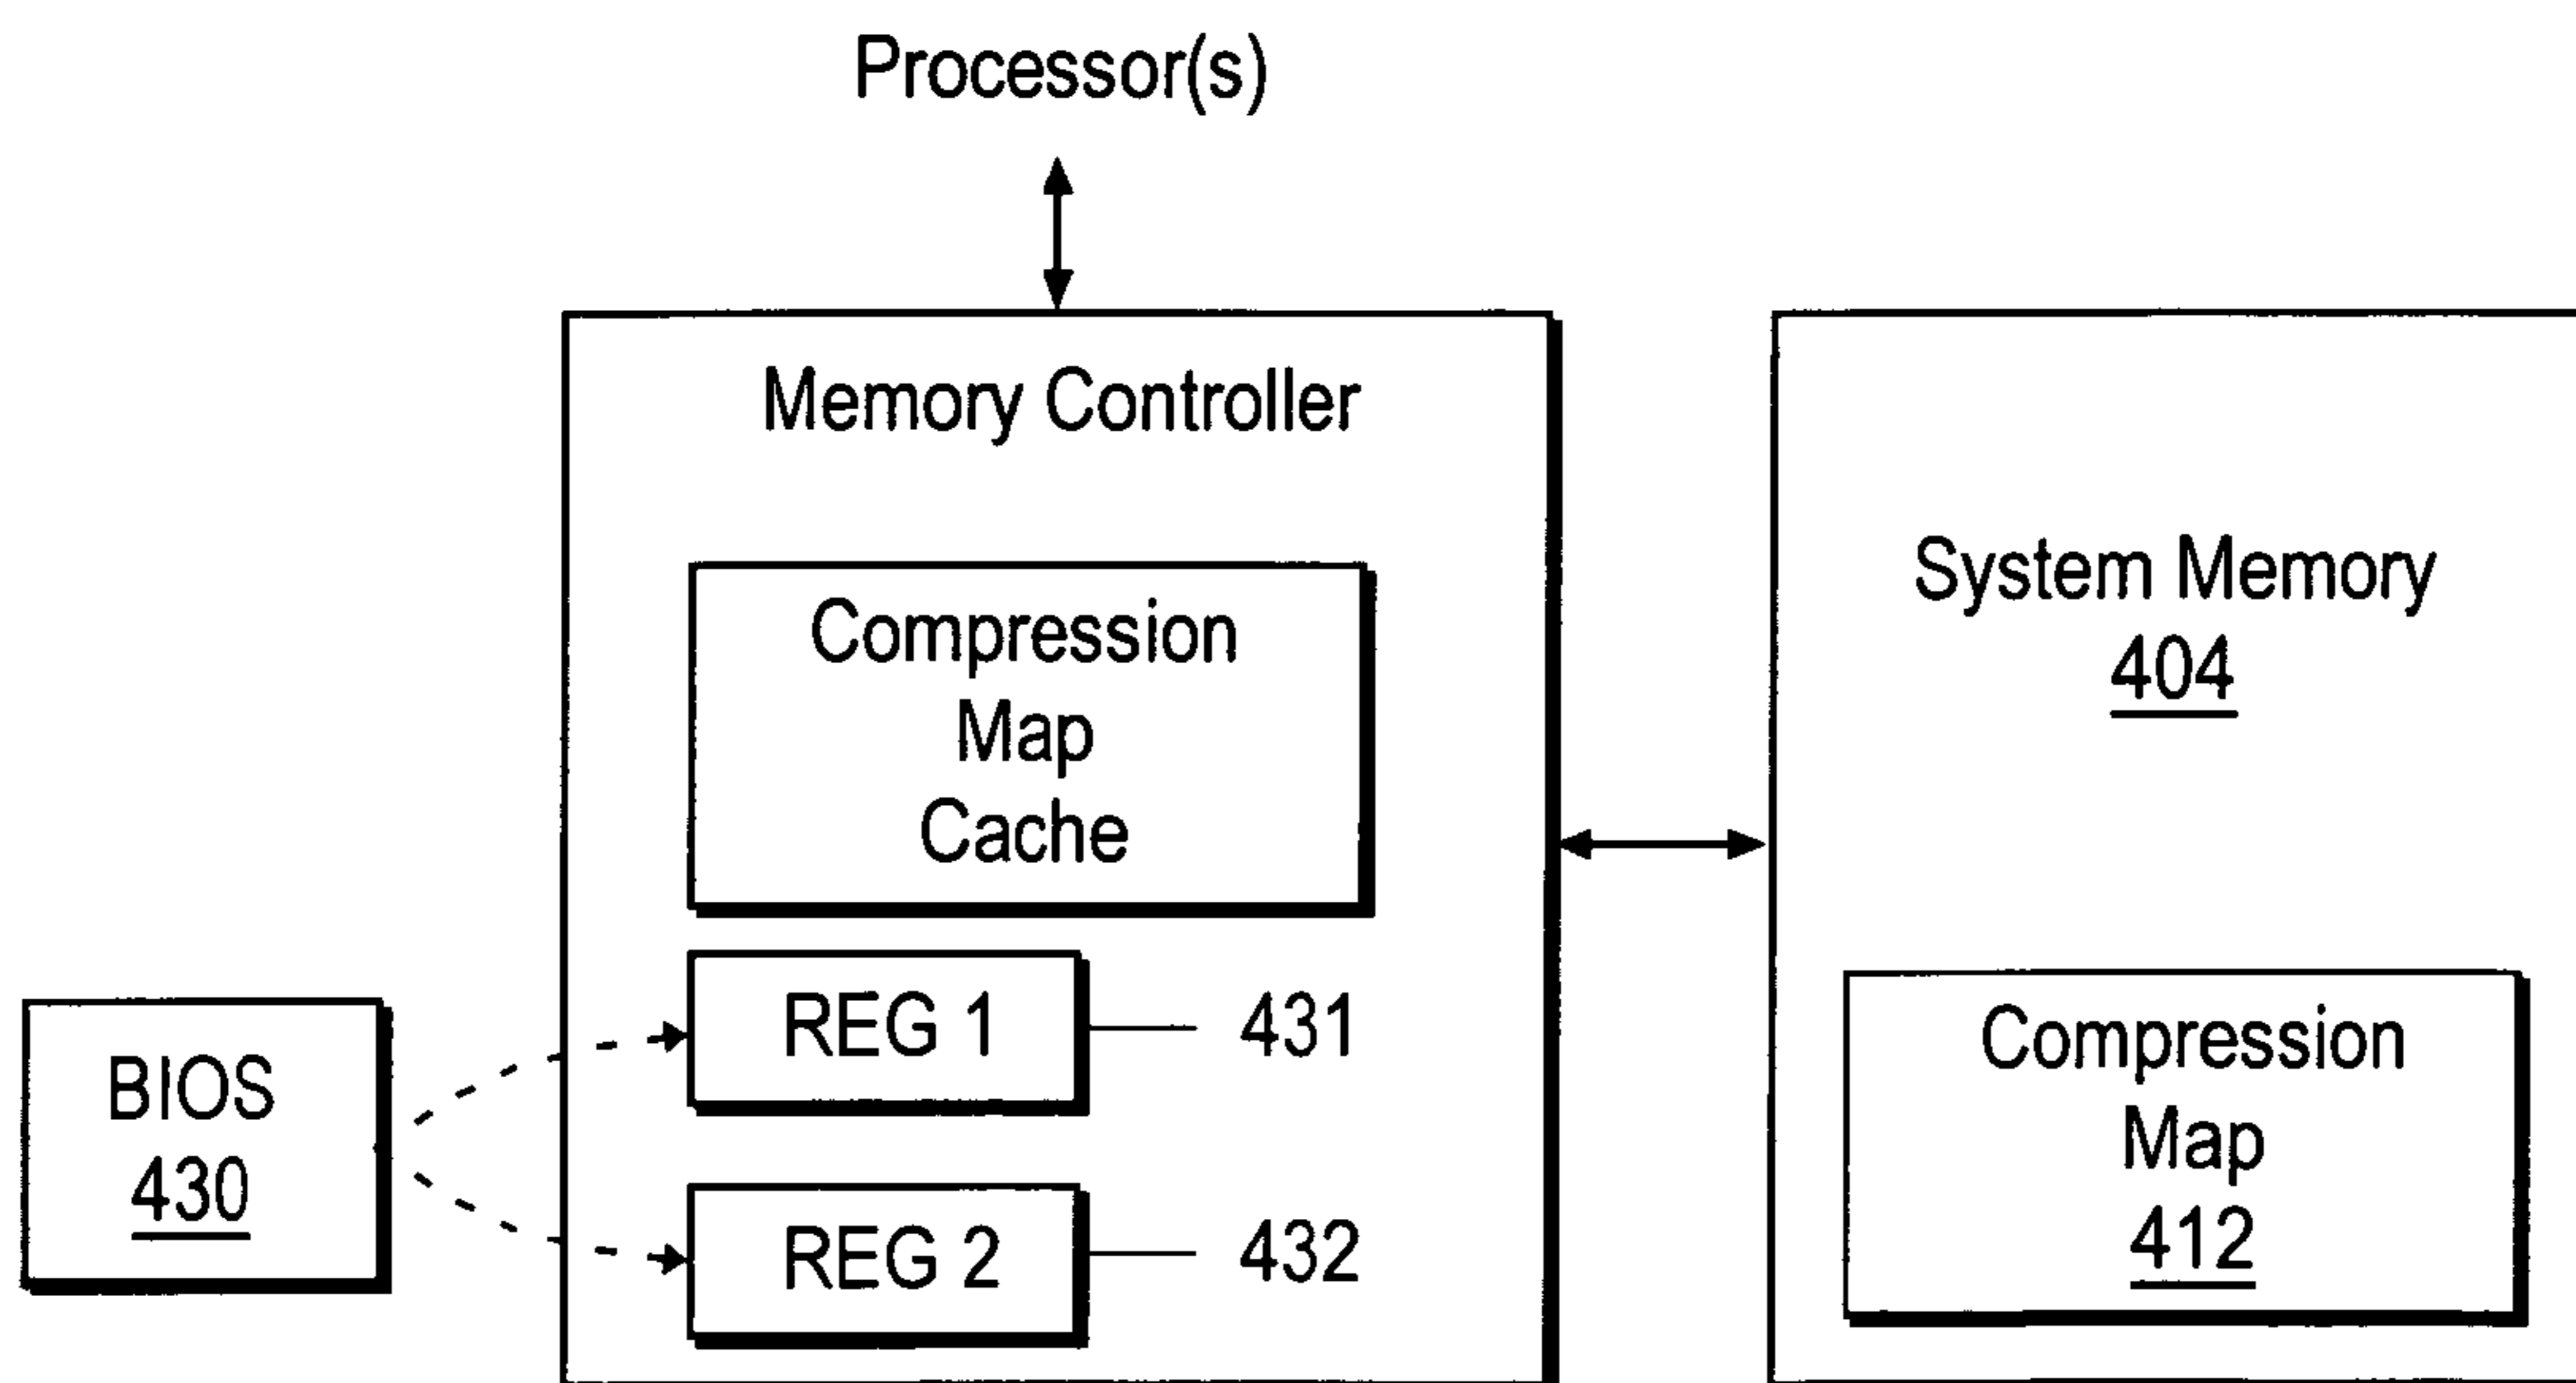 Processor(s)
Memory Controller
Compression
Map
Cache
REG 1
431
REG 2
432
BIOS
430
System Memory
404
Compression
Map
412